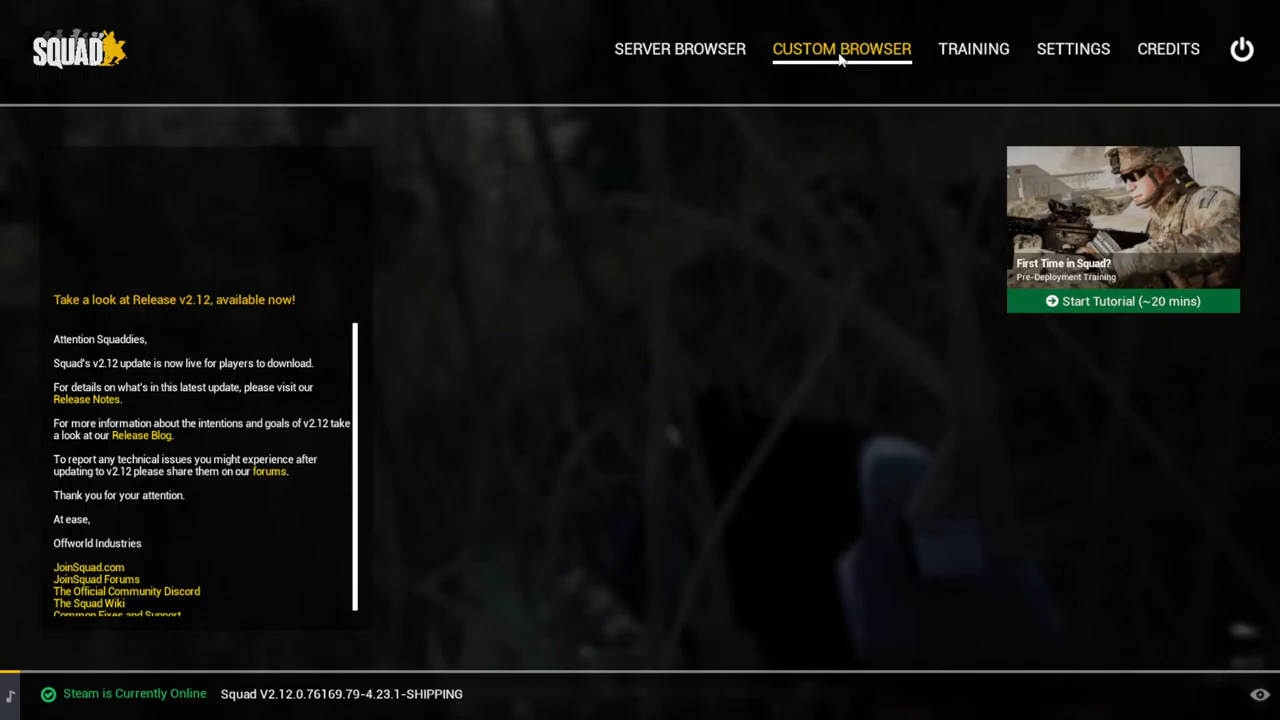 SQUAD
SERVER BROWSER
CUSTOM BROWSER
TRAINING
SETTINGS
CREDITS
Take a look at Release v2.12, available now!
Attention Squaddies,
Squad's v2.12 update is now live for players to download.
For details on what's in this latest update, please visit our
Release Notes.
For more information about the intentions and goals of v2.12 take
a look at our Release Blog.
To report any technical issues you might experience after
updating to v2.12 please share them on our forums.
Thank you for your attention.
At ease,
Offworld Industries
JoinSquad.com
JoinSquad Forums
The Official Community Discord
The Squad Wiki
Common Fixes and Support
First Time in Squad?
Pre-Deployment Training
Start Tutorial (~20 mins)
Steam is Currently Online
Squad V2.12.0.76169.79-4.23.1-SHIPPING